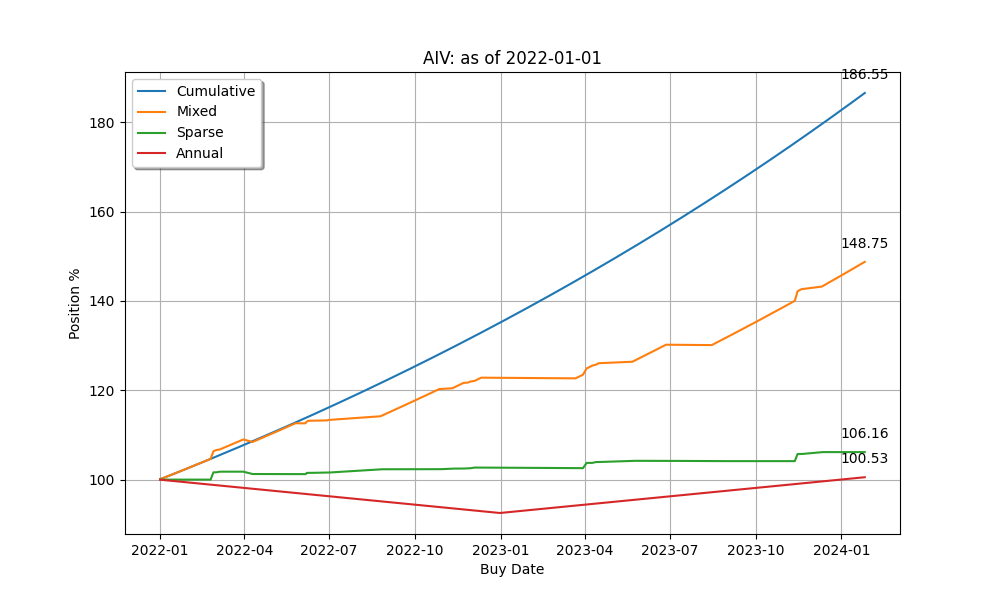 AIV: as of 2022-01-01
186.55
Cumulative
Mixed
Sparse
Annual
180
160
148.75
Position %
140
120
106.16
100.53
100
2022-01 2022-04 2022-07 2022-10 2023-01 2023-04 2023-07 2023-10 2024-01
Buy Date